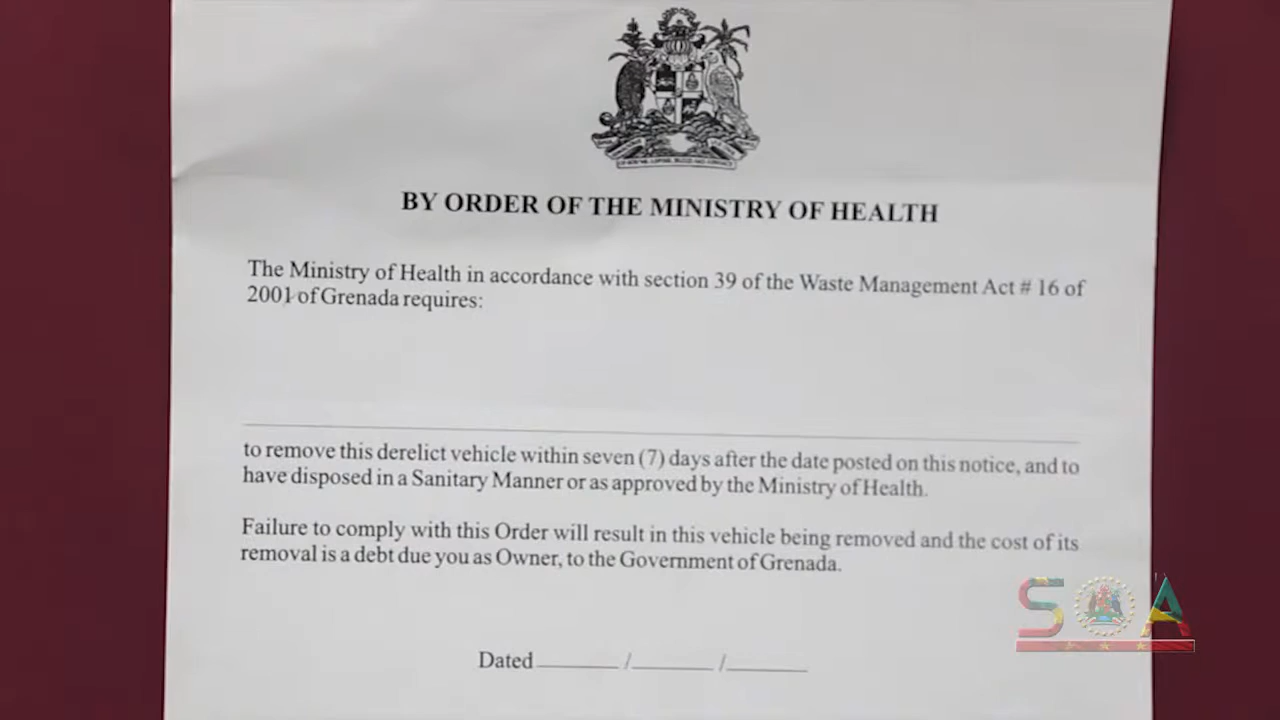 BY ORDER OF THE MINISTRY OF HEALTH
The Ministry of Health in accordance with section 39 of the Waste Management Act # 16 of
2001 of Grenada requires:
to remove this derelict vehicle within seven (7) days after the date posted on this notice, and to
have disposed in a Sanitary Manner or as approved by the Ministry of Health.
Failure to comply with this Order will result in this vehicle being removed and the cost of its
removal is a debt due you as Owner, to the Government of Grenada.
Dated ______/______/______
SOA